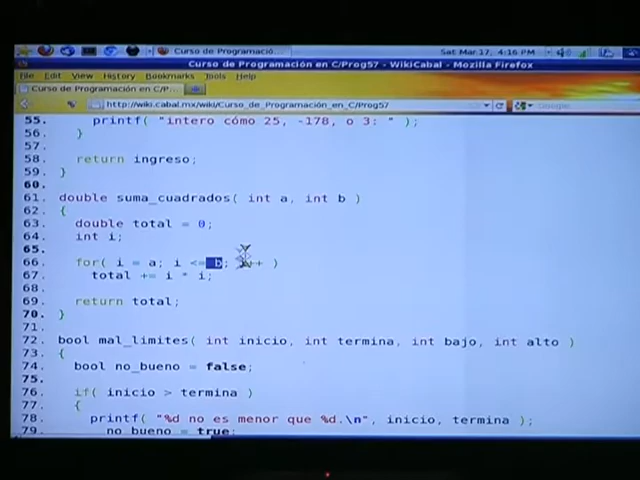 Curso de Programació...
Sat Mar 17, 4:16 PM
Curso de Programación en C/Prog57 - WikiCabal - Mozilla Firefox
File Edit View History Bookmarks Tools Help
Curso de Programación en C/P...
http://wiki.cabal.mx/wiki/Curso_de_Programación_en_C/Prog57
Google
55. printf( "intero cómo 25, -178, o 3: " );
56. }
57.
58. return ingreso;
59. }
60.
61. double suma_cuadrados( int a, int b )
62. {
63. double total = 0;
64. int i;
65.
66. for( i = a; i <= b; i++ )
67. total += i * i;
68.
69. return total;
70. }
71.
72. bool mal_limites( int inicio, int termina, int bajo, int alto )
73. {
74. bool no_bueno = false;
75.
76. if( inicio > termina )
77. {
78. printf( "%d no es menor que %d.\n", inicio, termina );
79. no_bueno = true;